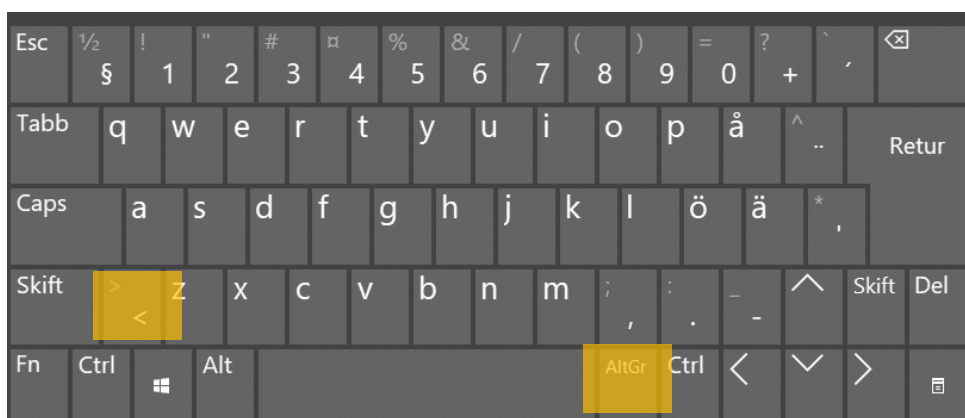 Esc ½ § ! 1 " 2 # 3 ¤ 4 % 5 & 6 / 7 ( 8 ) 9 = 0 ? + ` ´
Tabb q w e r t y u i o p å ^ ¨ Retur
Caps a s d f g h j k l ö ä * '
Skift > < z x c v b n m ; , : . _ - Skift Del
Fn Ctrl Alt AltGr Ctrl